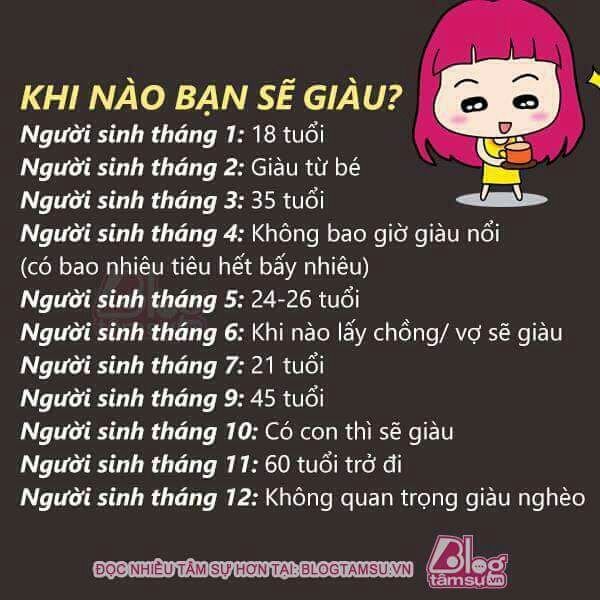 KHI NÀO BẠN SẼ GIÀU?
Người sinh tháng 1: 18 tuổi
Người sinh tháng 2: Giàu từ bé
Người sinh tháng 3: 35 tuổi
Người sinh tháng 4: Không bao giờ giàu nổi
(có bao nhiêu tiêu hết bấy nhiêu)
Người sinh tháng 5: 24-26 tuổi
Người sinh tháng 6: Khi nào lấy chồng/ vợ sẽ giàu
Người sinh tháng 7: 21 tuổi
Người sinh tháng 9: 45 tuổi
Người sinh tháng 10: Có con thì sẽ giàu
Người sinh tháng 11: 60 tuổi trở đi
Người sinh tháng 12: Không quan trọng giàu nghèo
Blog
tâmsự.vn
ĐỌC NHIỀU TÂM SỰ HƠN TẠI: BLOGTAMSU.VN
Blog
tâmsự.vn